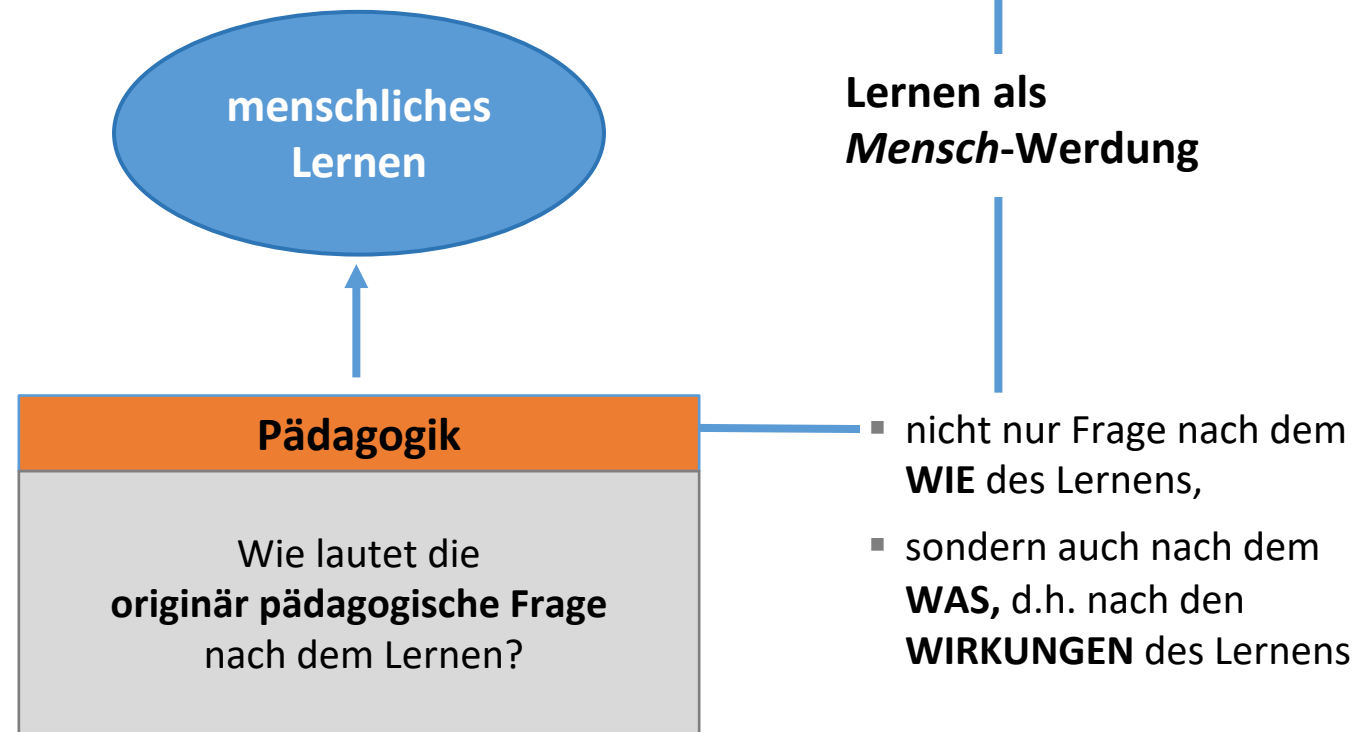 menschliches
Lernen
Lernen als
Mensch-Werdung
Pädagogik
Wie lautet die
originär pädagogische Frage
nach dem Lernen?
▪ nicht nur Frage nach dem
WIE des Lernens,
▪ sondern auch nach dem
WAS, d.h. nach den
WIRKUNGEN des Lernens